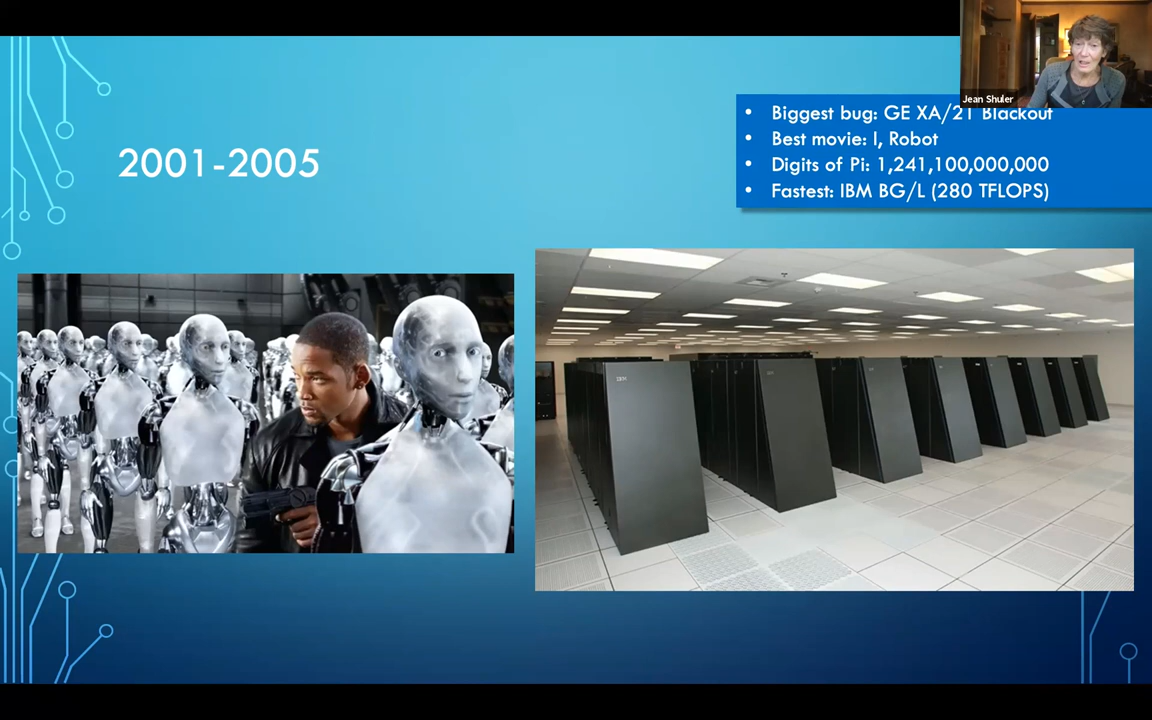 Jean Shuler
2001-2005
• Biggest bug: GE XA/21 Blackout
• Best movie: I, Robot
• Digits of Pi: 1,241,100,000,000
• Fastest: IBM BG/L (280 TFLOPS)
IBM